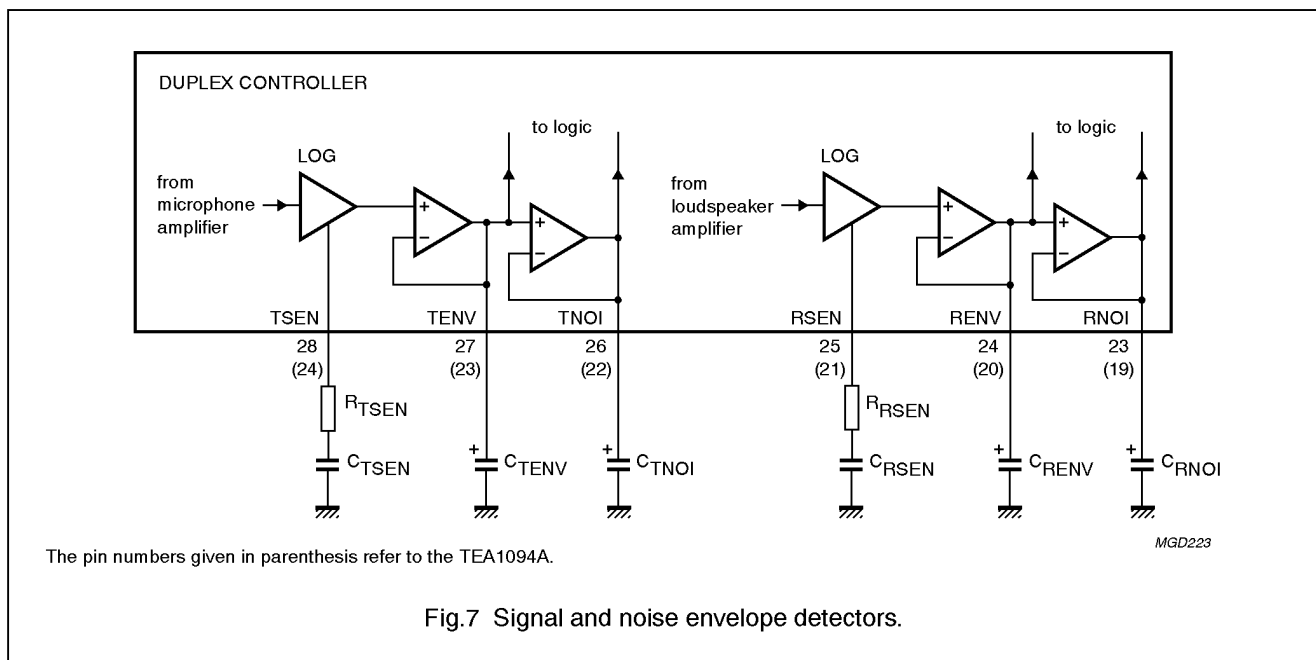 DUPLEX CONTROLLER
to logic
to logic
LOG
LOG
from
microphone
amplifier
from
loudspeaker
amplifier
+
−
+
−
+
−
+
−
TSEN
TENV
TNOI
RSEN
RENV
RNOI
28
27
26
25
24
23
(24)
(23)
(22)
(21)
(20)
(19)
RTSEN
RRSEN
+
+
+
+
CTSEN
CTENV
CTNOI
CRSEN
CRENV
CRNOI
The pin numbers given in parenthesis refer to the TEA1094A.
MGD223
Fig.7 Signal and noise envelope detectors.